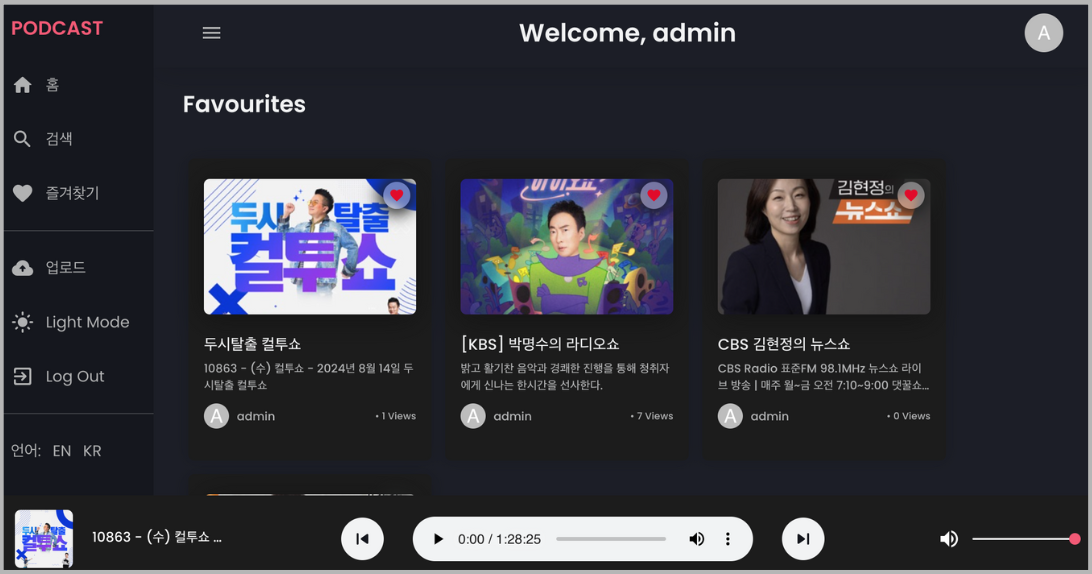 PODCAST
Welcome, admin
A
홈
검색
즐겨찾기
업로드
Light Mode
Log Out
언어: EN KR
Favourites
두시탈출
컬투쇼
두시탈출 컬투쇼
10863 - (수) 컬투쇼 - 2024년 8월 14일 두
시탈출 컬투쇼
A admin • 1 Views
[KBS] 박명수의 라디오쇼
밝고 활기찬 음악과 경쾌한 진행을 통해 청취자
에게 신나는 한시간을 선사한다.
A admin • 7 Views
김현정의
뉴스쇼
CBS 김현정의 뉴스쇼
CBS Radio 표준FM 98.1MHz 뉴스쇼 라이
브 방송 | 매주 월~금 오전 7:10~9:00 댓꿀쇼...
A admin • 0 Views
두시탈출
컬투쇼
10863 - (수) 컬투쇼 ...
0:00 / 1:28:25